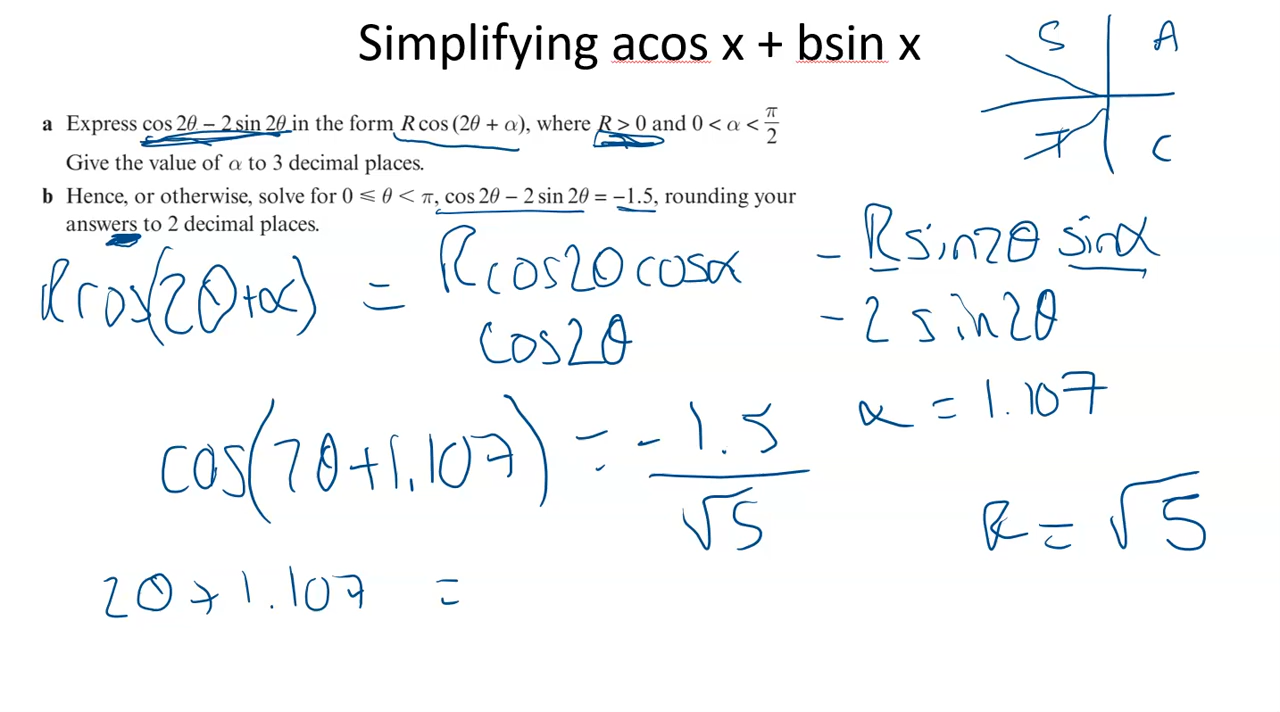 Simplifying acos x + bsin x
S A
T C
a Express cos 2θ − 2 sin 2θ in the form R cos (2θ + α), where R > 0 and 0 < α < π/2
Give the value of α to 3 decimal places.
b Hence, or otherwise, solve for 0 ⩽ θ < π, cos 2θ − 2 sin 2θ = −1.5, rounding your
answers to 2 decimal places.
Rcos(2θ+α) = Rcos2θcosα − Rsin2θ sinα
cos2θ − 2 sin2θ
α = 1.107
cos(2θ+1.107) = −1.5/√5
R = √5
2θ + 1.107 =